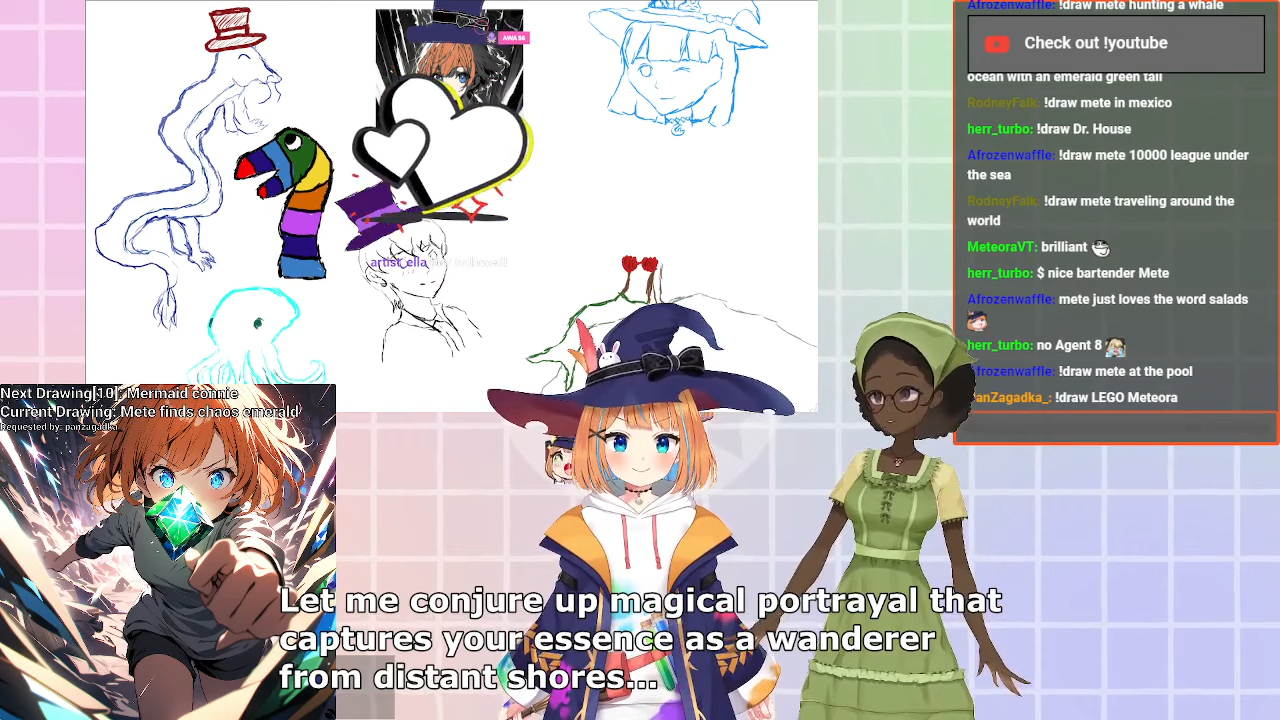 AWA S6
artist_ella
Next Drawing[10]: Mermaid connie
Current Drawing: Mete finds chaos emerald
Requested by: panzagadka_
Let me conjure up magical portrayal that
captures your essence as a wanderer
from distant shores...
Afrozenwaffle: !draw mete hunting a whale
Check out !youtube
ocean with an emerald green tail
RodneyFalk: !draw mete in mexico
herr_turbo: !draw Dr. House
Afrozenwaffle: !draw mete 10000 league under
the sea
RodneyFalk: !draw mete traveling around the
world
MeteoraVT: brilliant
herr_turbo: $ nice bartender Mete
Afrozenwaffle: mete just loves the word salads
herr_turbo: no Agent 8
Afrozenwaffle: !draw mete at the pool
PanZagadka_: !draw LEGO Meteora